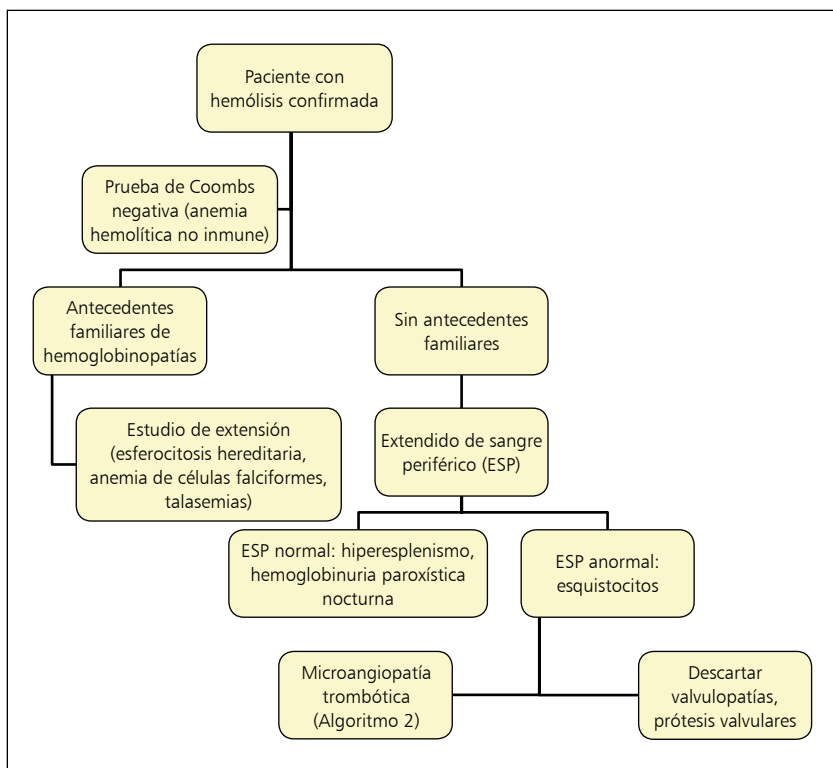 Paciente con
hemólisis confirmada
Prueba de Coombs
negativa (anemia
hemolítica no inmune)
Antecedentes
familiares de
hemoglobinopatías
Sin antecedentes
familiares
Estudio de extensión
(esferocitosis hereditaria,
anemia de células falciformes,
talasemias)
Extendido de sangre
periférico (ESP)
ESP normal: hiperesplenismo,
hemoglobinuria paroxística
nocturna
ESP anormal:
esquistocitos
Microangiopatía
trombótica
(Algoritmo 2)
Descartar
valvulopatías,
prótesis valvulares